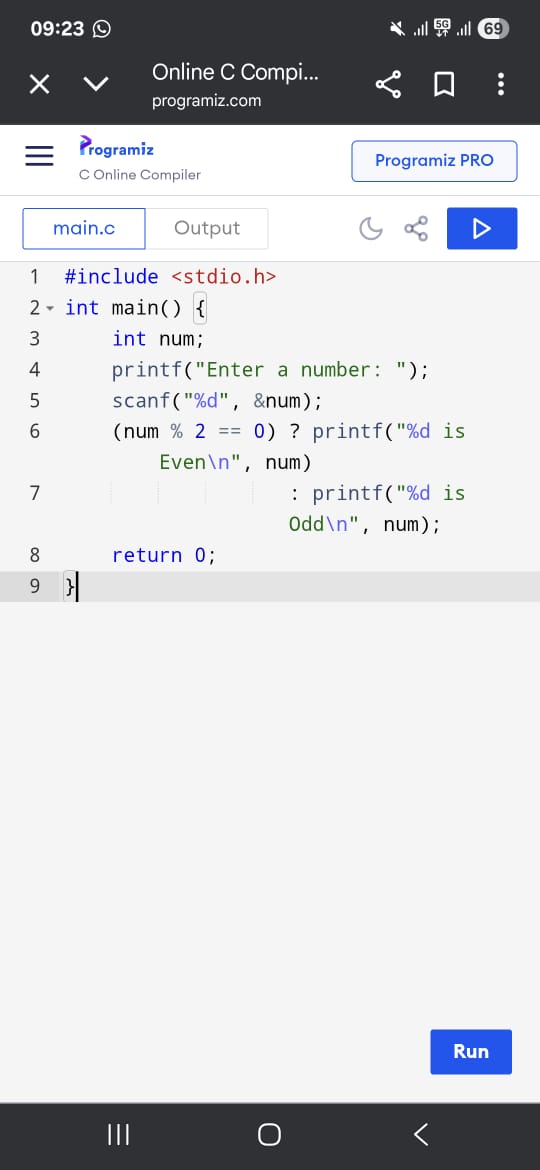 09:23
5G
69
Online C Compi...
programiz.com
Programiz
C Online Compiler
Programiz PRO
main.c
Output
1 #include <stdio.h>
2 int main() {
3     int num;
4     printf("Enter a number: ");
5     scanf("%d", &num);
6     (num % 2 == 0) ? printf("%d is
        Even\n", num)
7                    : printf("%d is
                   Odd\n", num);
8     return 0;
9 }
Run